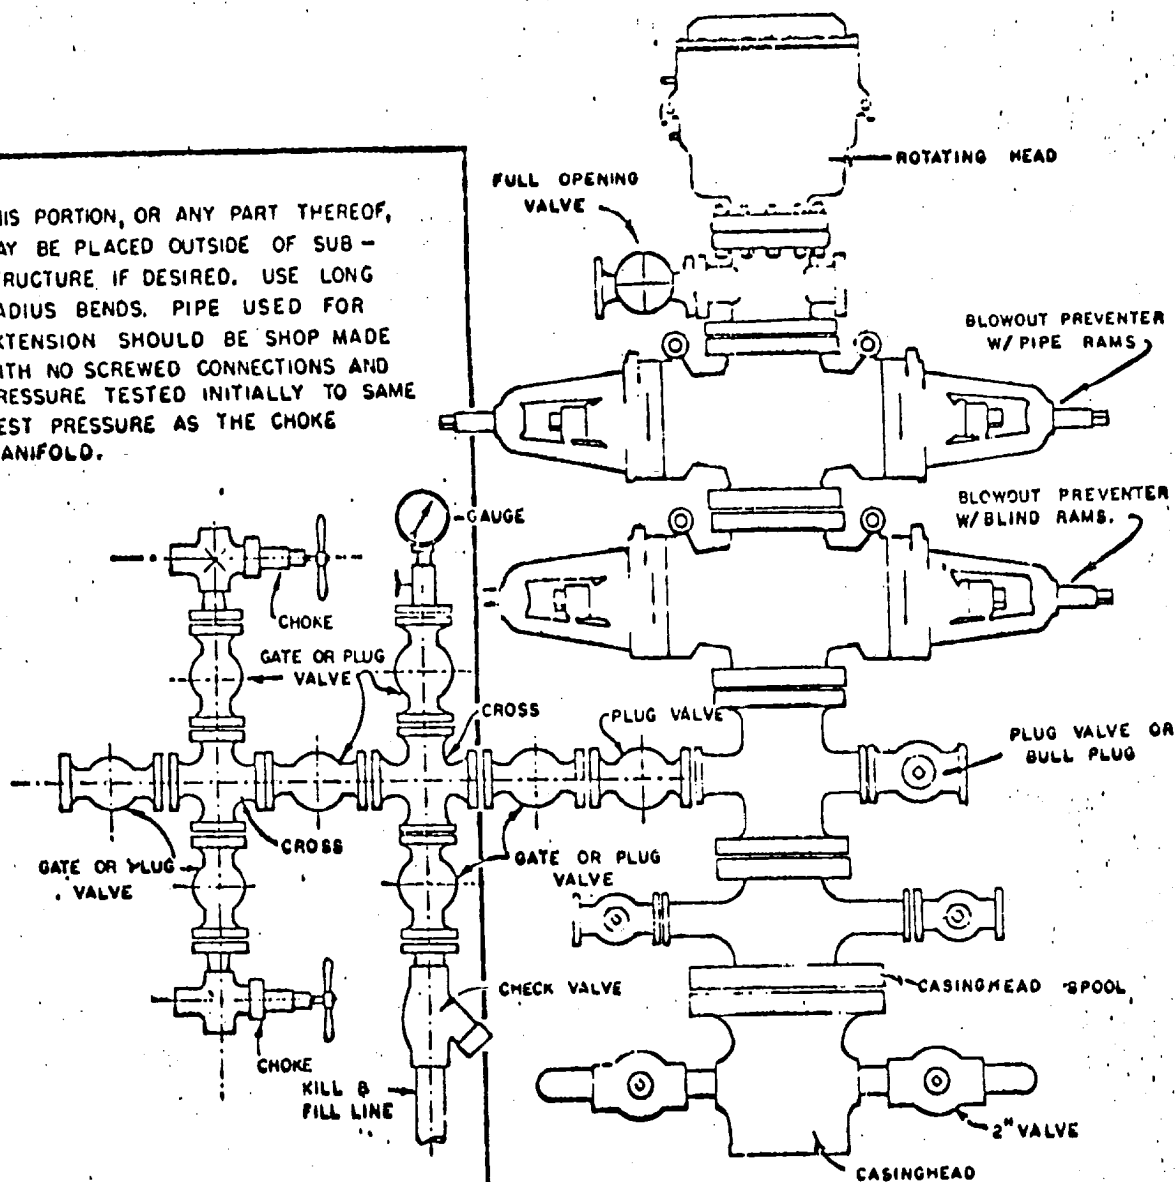 HIS PORTION, OR ANY PART THEREOF,
AY BE PLACED OUTSIDE OF SUB-
TRUCTURE IF DESIRED. USE LONG
ADIUS BENDS. PIPE USED FOR
XTENSION SHOULD BE SHOP MADE
ITH NO SCREWED CONNECTIONS AND
RESSURE TESTED INITIALLY TO SAME
EST PRESSURE AS THE CHOKE
ANIFOLD.
ROTATING HEAD
FULL OPENING
VALVE
BLOWOUT PREVENTER
W/ PIPE RAMS
BLOWOUT PREVENTER
W/BLIND RAMS.
GAUGE
CHOKE
GATE OR PLUG
VALVE
CROSS
PLUG VALVE
PLUG VALVE OR
BULL PLUG
CROSS
GATE OR PLUG
VALVE
GATE OR PLUG
VALVE
CHECK VALVE
CASINGHEAD SPOOL
CHOKE
KILL &
FILL LINE
2" VALVE
CASINGHEAD